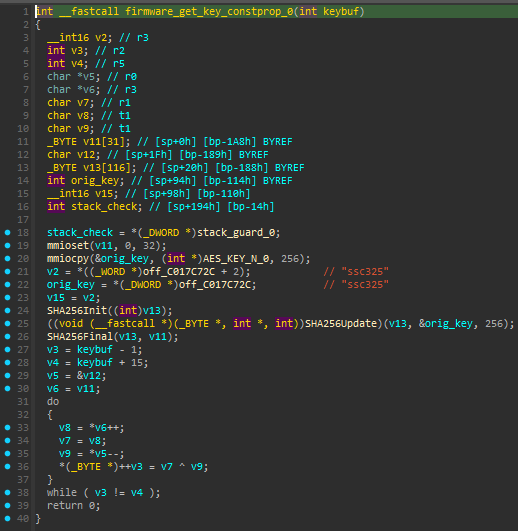 1 int __fastcall firmware_get_key_constprop_0(int keybuf)
2 {
3 __int16 v2; // r3
4 int v3; // r2
5 int v4; // r5
6 char *v5; // r0
7 char *v6; // r3
8 char v7; // r1
9 char v8; // t1
10 char v9; // t1
11 _BYTE v11[31]; // [sp+0h] [bp-1A8h] BYREF
12 char v12; // [sp+1Fh] [bp-189h] BYREF
13 _BYTE v13[116]; // [sp+20h] [bp-188h] BYREF
14 int orig_key; // [sp+94h] [bp-114h] BYREF
15 __int16 v15; // [sp+98h] [bp-110h]
16 int stack_check; // [sp+194h] [bp-14h]
17
18 stack_check = *(_DWORD *)stack_guard_0;
19 mmioset(v11, 0, 32);
20 mmiocpy(&orig_key, (int *)AES_KEY_N_0, 256);
21 v2 = *((_WORD *)off_C017C72C + 2); // "ssc325"
22 orig_key = *(_DWORD *)off_C017C72C; // "ssc325"
23 v15 = v2;
24 SHA256Init((int)v13);
25 ((void (__fastcall *)(_BYTE *, int *, int))SHA256Update)(v13, &orig_key, 256);
26 SHA256Final(v13, v11);
27 v3 = keybuf - 1;
28 v4 = keybuf + 15;
29 v5 = &v12;
30 v6 = v11;
31 do
32 {
33 v8 = *v6++;
34 v7 = v8;
35 v9 = *v5--;
36 *(_BYTE *)++v3 = v7 ^ v9;
37 }
38 while ( v3 != v4 );
39 return 0;
40 }